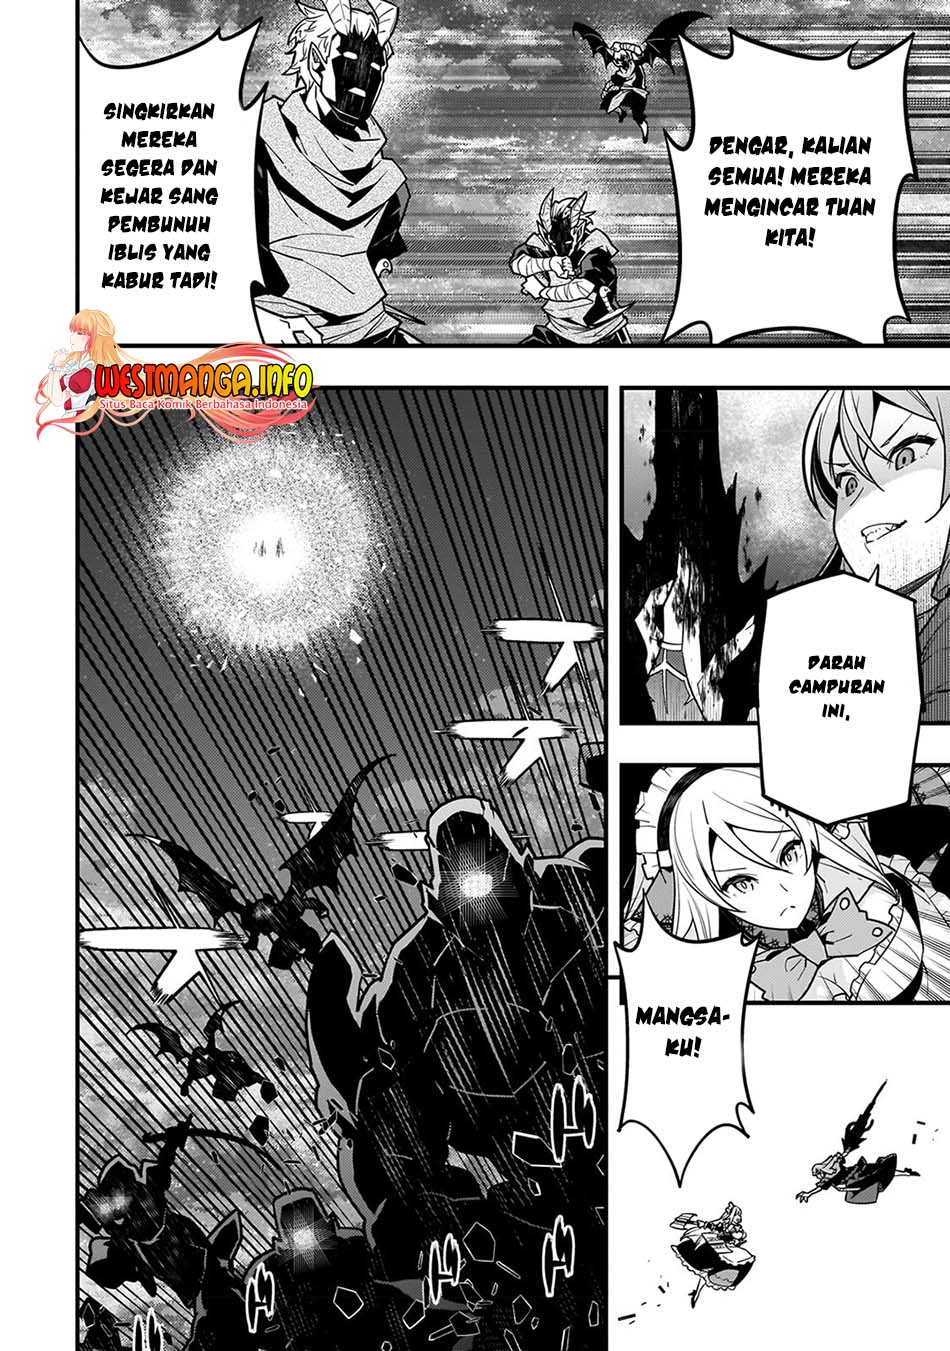 DENGAR, KALIAN
SEMUA! MEREKA
MENGINCAR TUAN
KITA!
SINGKIRKAN
MEREKA
SEGERA DAN
KEJAR SANG
PEMBUNUH
IBLIS YANG
KABUR TADI!
WESTMANGA.INFO
Situs Baca Komik Berbahasa Indonesia
DARAH
CAMPURAN
INI,
MANGSA-
KU!